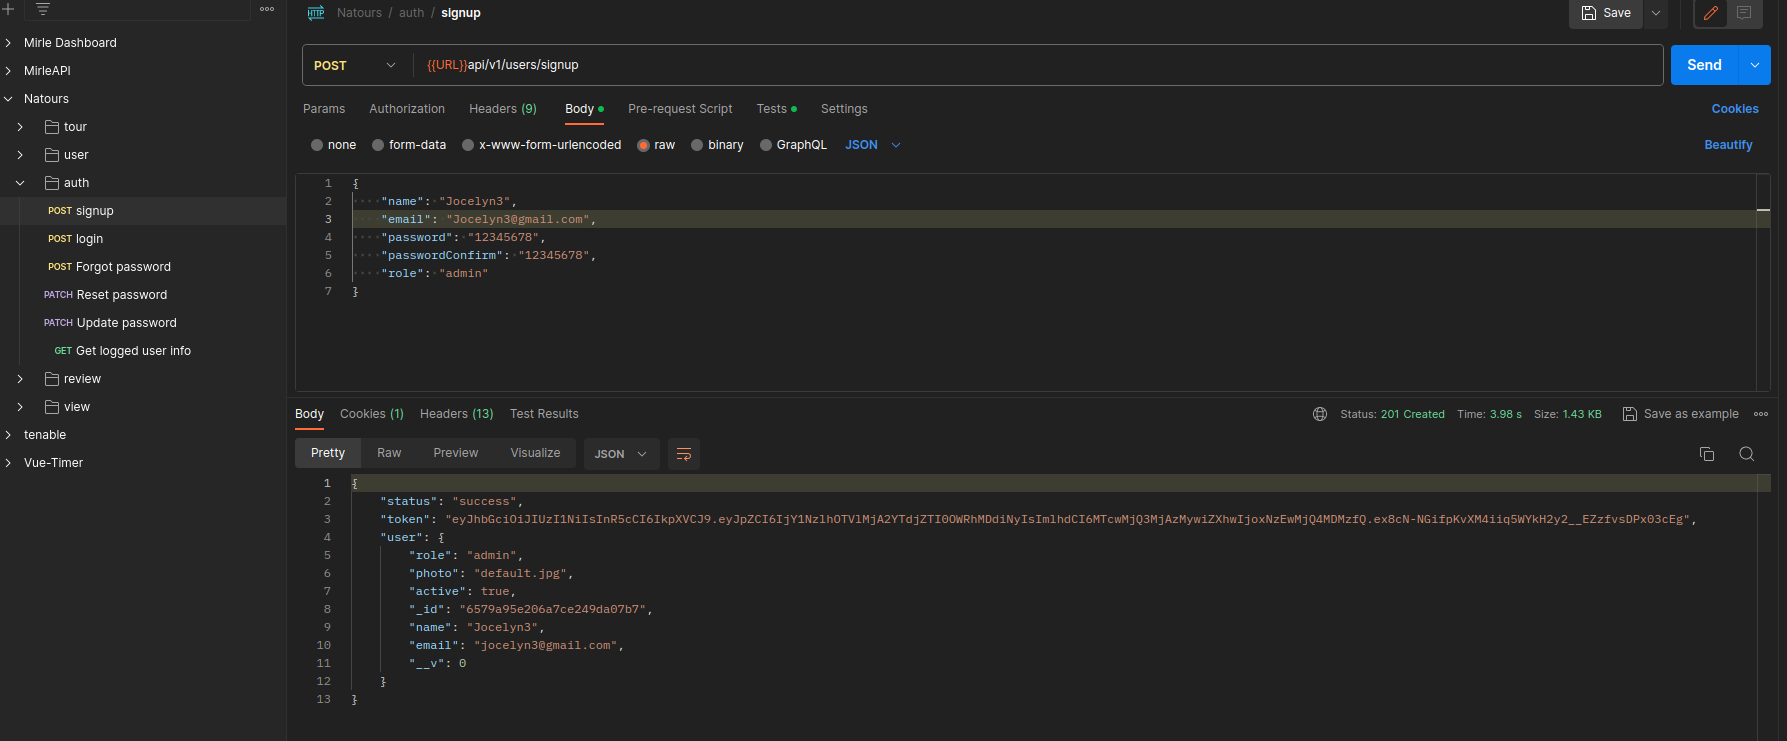 Natours / auth / signup
Save
Mirle Dashboard
MirleAPI
Natours
tour
user
auth
POST signup
POST login
POST Forgot password
PATCH Reset password
PATCH Update password
GET Get logged user info
review
view
tenable
Vue-Timer
POST {{URL}}api/v1/users/signup
Send
Params Authorization Headers (9) Body Pre-request Script Tests Settings Cookies
none form-data x-www-form-urlencoded raw binary GraphQL JSON Beautify
1 {
2 "name": "Jocelyn3",
3 "email": "Jocelyn3@gmail.com",
4 "password": "12345678",
5 "passwordConfirm": "12345678",
6 "role": "admin"
7 }
Body Cookies (1) Headers (13) Test Results Status: 201 Created Time: 3.98 s Size: 1.43 KB Save as example
Pretty Raw Preview Visualize JSON
1 {
2 "status": "success",
3 "token": "eyJhbGciOiJIUzI1NiIsInR5cCI6IkpXVCJ9.eyJpZCI6IjY1NzlhOTVlMjA2YTdjZTI0OWRhMDdiNyIsImlhdCI6MTcwMjQ3MjAzMywiZXhwIjoxNzEwMjQ4MDMzfQ.ex8cN-NGifpKvXM4iiq5WYkH2y2__EZzfvsDPx03cEg",
4 "user": {
5 "role": "admin",
6 "photo": "default.jpg",
7 "active": true,
8 "_id": "6579a95e206a7ce249da07b7",
9 "name": "Jocelyn3",
10 "email": "jocelyn3@gmail.com",
11 "__v": 0
12 }
13 }